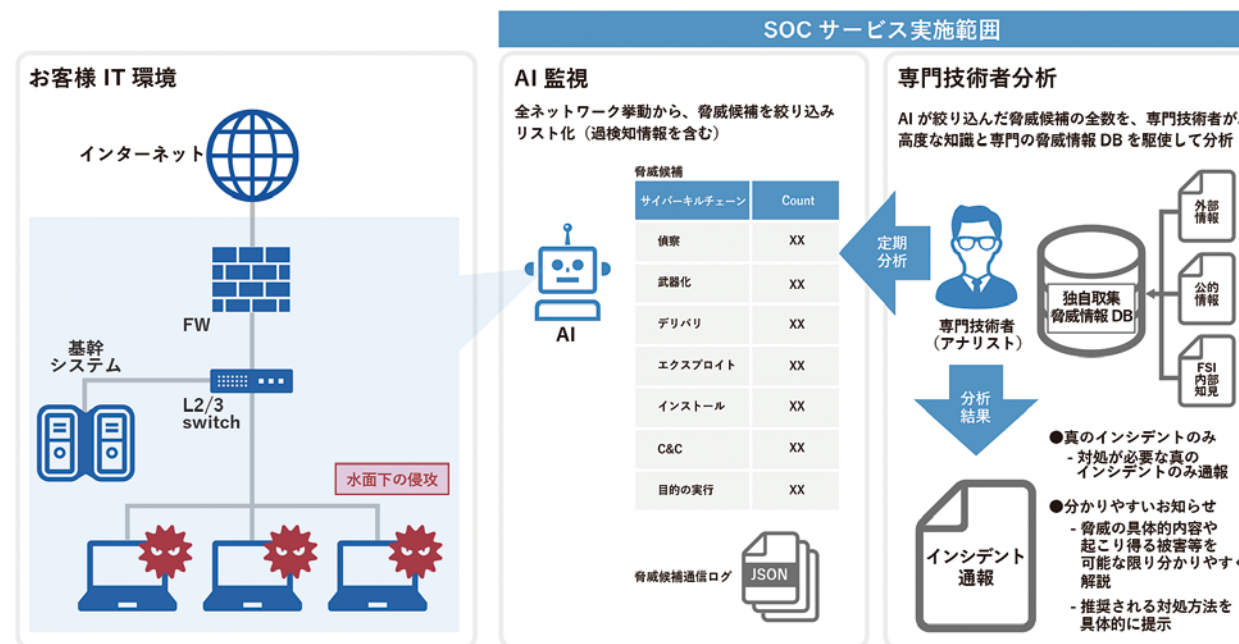 SOC サービス実施範囲
お客様 IT 環境
インターネット
FW
基幹
システム
L2/3
switch
水面下の侵攻
AI 監視
全ネットワーク挙動から、脅威候補を絞り込み
リスト化（過検知情報を含む）
AI
脅威候補
サイバーキルチェーン Count
偵察 XX
武器化 XX
デリバリ XX
エクスプロイト XX
インストール XX
C&C XX
目的の実行 XX
脅威候補通信ログ
JSON
専門技術者分析
AI が絞り込んだ脅威候補の全数を、専門技術者が
高度な知識と専門の脅威情報 DB を駆使して分析
定期
分析
専門技術者
（アナリスト）
独自取集
脅威情報 DB
外部
情報
公的
情報
FSI
内部
知見
分析
結果
インシデント
通報
●真のインシデントのみ
- 対処が必要な真の
インシデントのみ通報
●分かりやすいお知らせ
- 脅威の具体的内容や
起こり得る被害等を
可能な限り分かりやすく
解説
- 推奨される対処方法を
具体的に提示